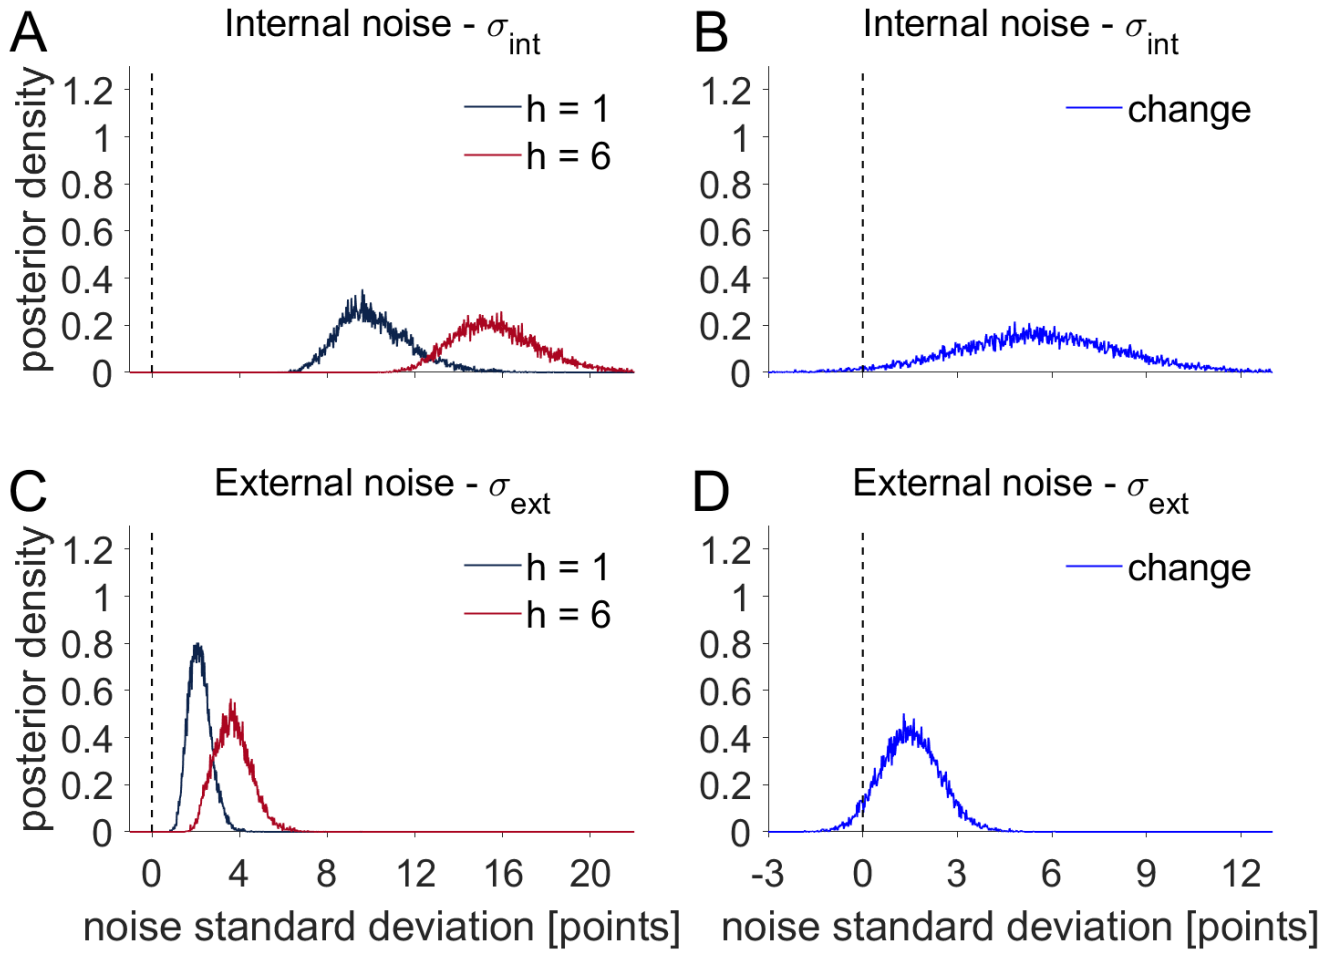 A
Internal noise - σint
B
Internal noise - σint
posterior density
1.2
1
0.8
0.6
0.4
0.2
0
h = 1
h = 6
1.2
1
0.8
0.6
0.4
0.2
0
change
C
External noise - σext
D
External noise - σext
posterior density
1.2
1
0.8
0.6
0.4
0.2
0
h = 1
h = 6
0 4 8 12 16 20
noise standard deviation [points]
1.2
1
0.8
0.6
0.4
0.2
0
change
-3 0 3 6 9 12
noise standard deviation [points]